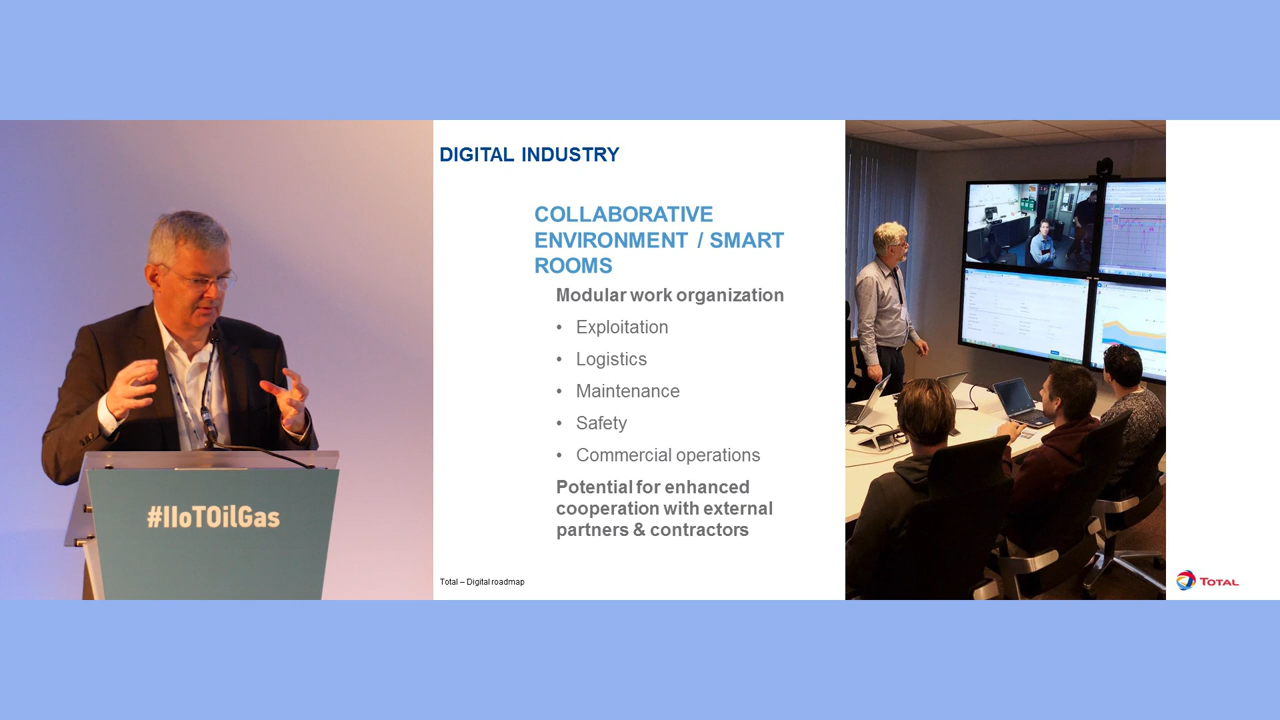 DIGITAL INDUSTRY
COLLABORATIVE
ENVIRONMENT / SMART
ROOMS
Modular work organization
• Exploitation
• Logistics
• Maintenance
• Safety
• Commercial operations
Potential for enhanced
cooperation with external
partners & contractors
#IIoTOilGas
Total – Digital roadmap
TOTAL